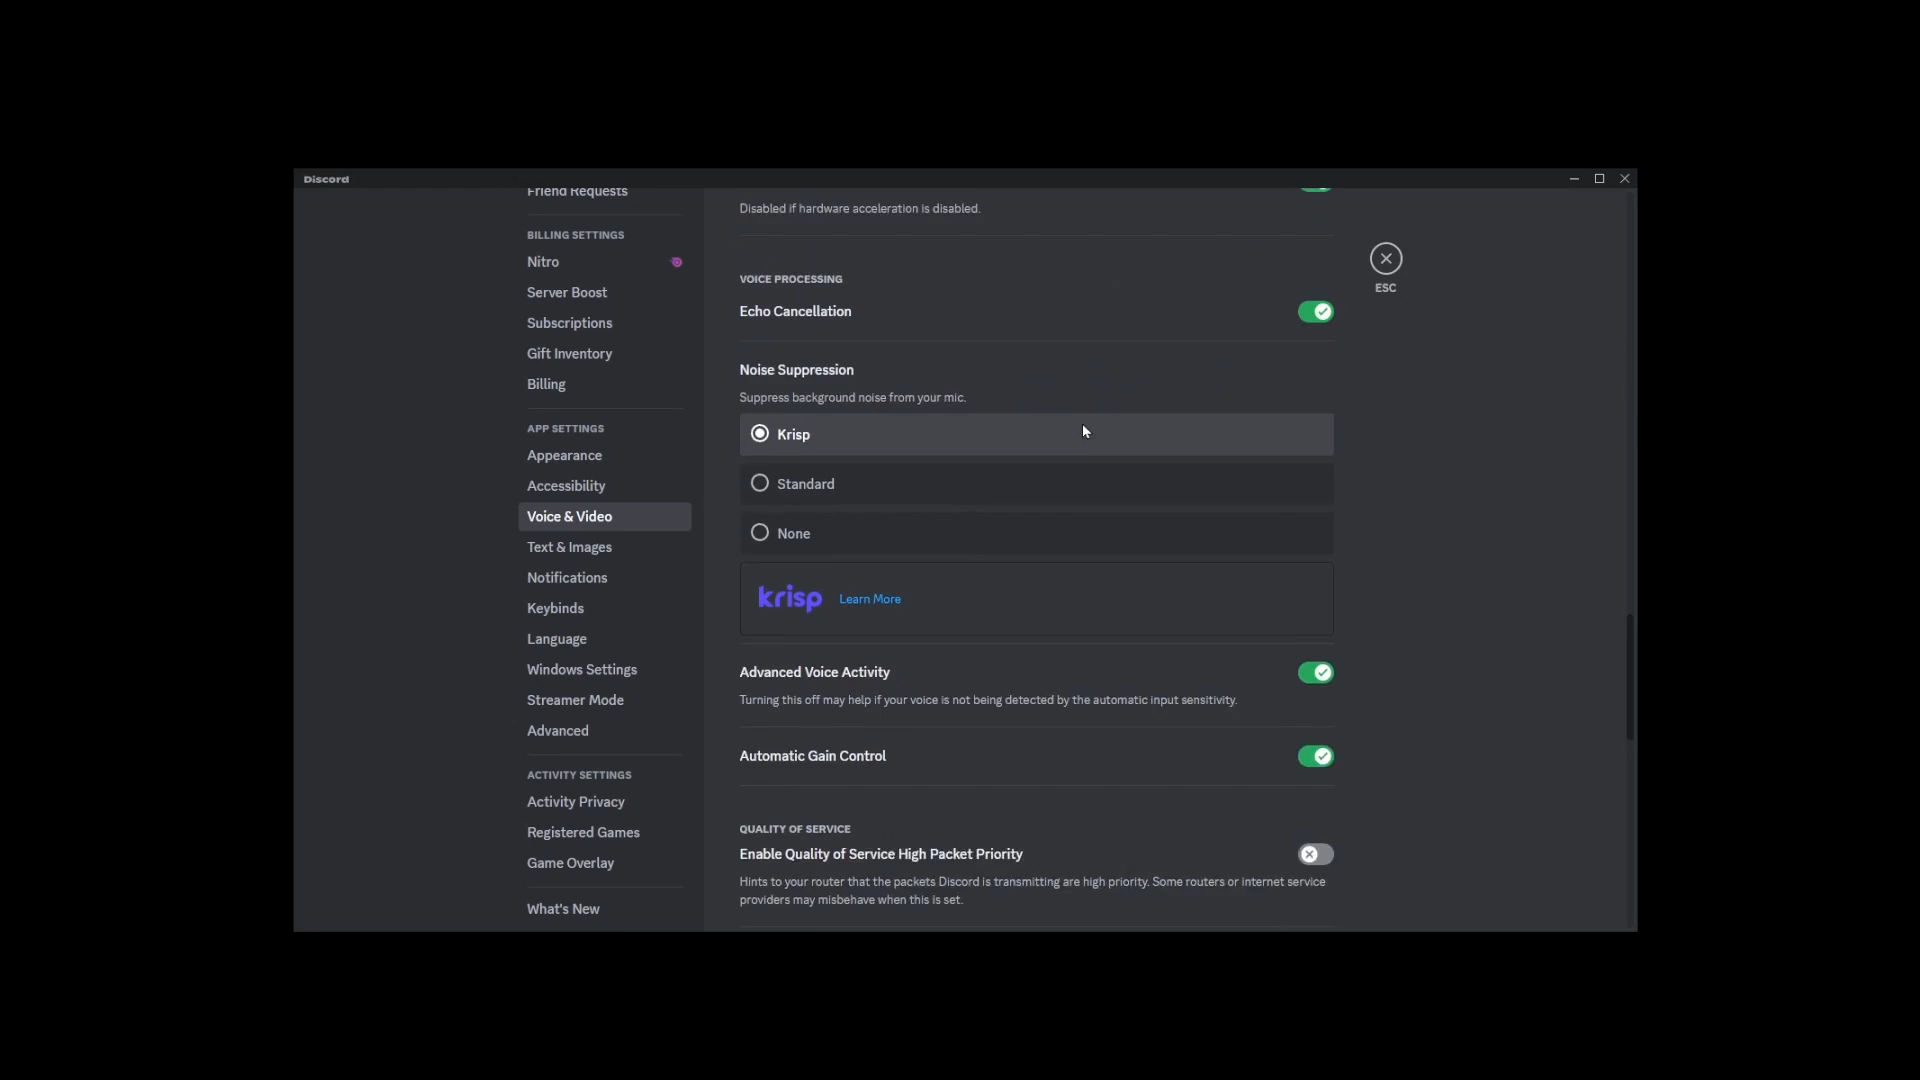 Discord
Friend Requests
BILLING SETTINGS
Nitro
Server Boost
Subscriptions
Gift Inventory
Billing
APP SETTINGS
Appearance
Accessibility
Voice & Video
Text & Images
Notifications
Keybinds
Language
Windows Settings
Streamer Mode
Advanced
ACTIVITY SETTINGS
Activity Privacy
Registered Games
Game Overlay
What's New
Disabled if hardware acceleration is disabled.
VOICE PROCESSING
Echo Cancellation
Noise Suppression
Suppress background noise from your mic.
Krisp
Standard
None
krisp Learn More
Advanced Voice Activity
Turning this off may help if your voice is not being detected by the automatic input sensitivity.
Automatic Gain Control
QUALITY OF SERVICE
Enable Quality of Service High Packet Priority
Hints to your router that the packets Discord is transmitting are high priority. Some routers or internet service
providers may misbehave when this is set.
ESC